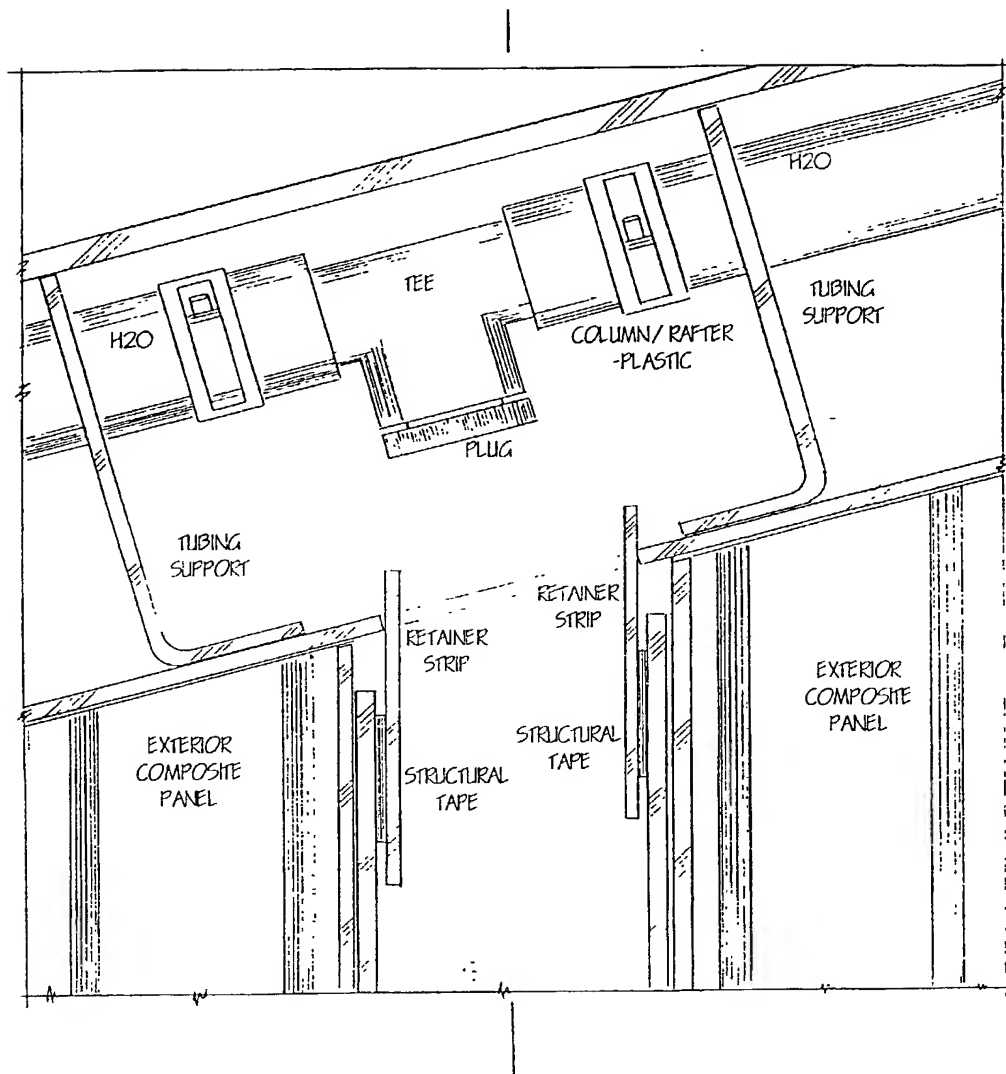 H2O
TEE
TUBING
SUPPORT
H2O
COLUMN/ RAFTER
-PLASTIC
PLUG
TUBING
SUPPORT
RETAINER
STRIP
RETAINER
STRIP
EXTERIOR
COMPOSITE
PANEL
STRUCTURAL
TAPE
EXTERIOR
COMPOSITE
PANEL
STRUCTURAL
TAPE